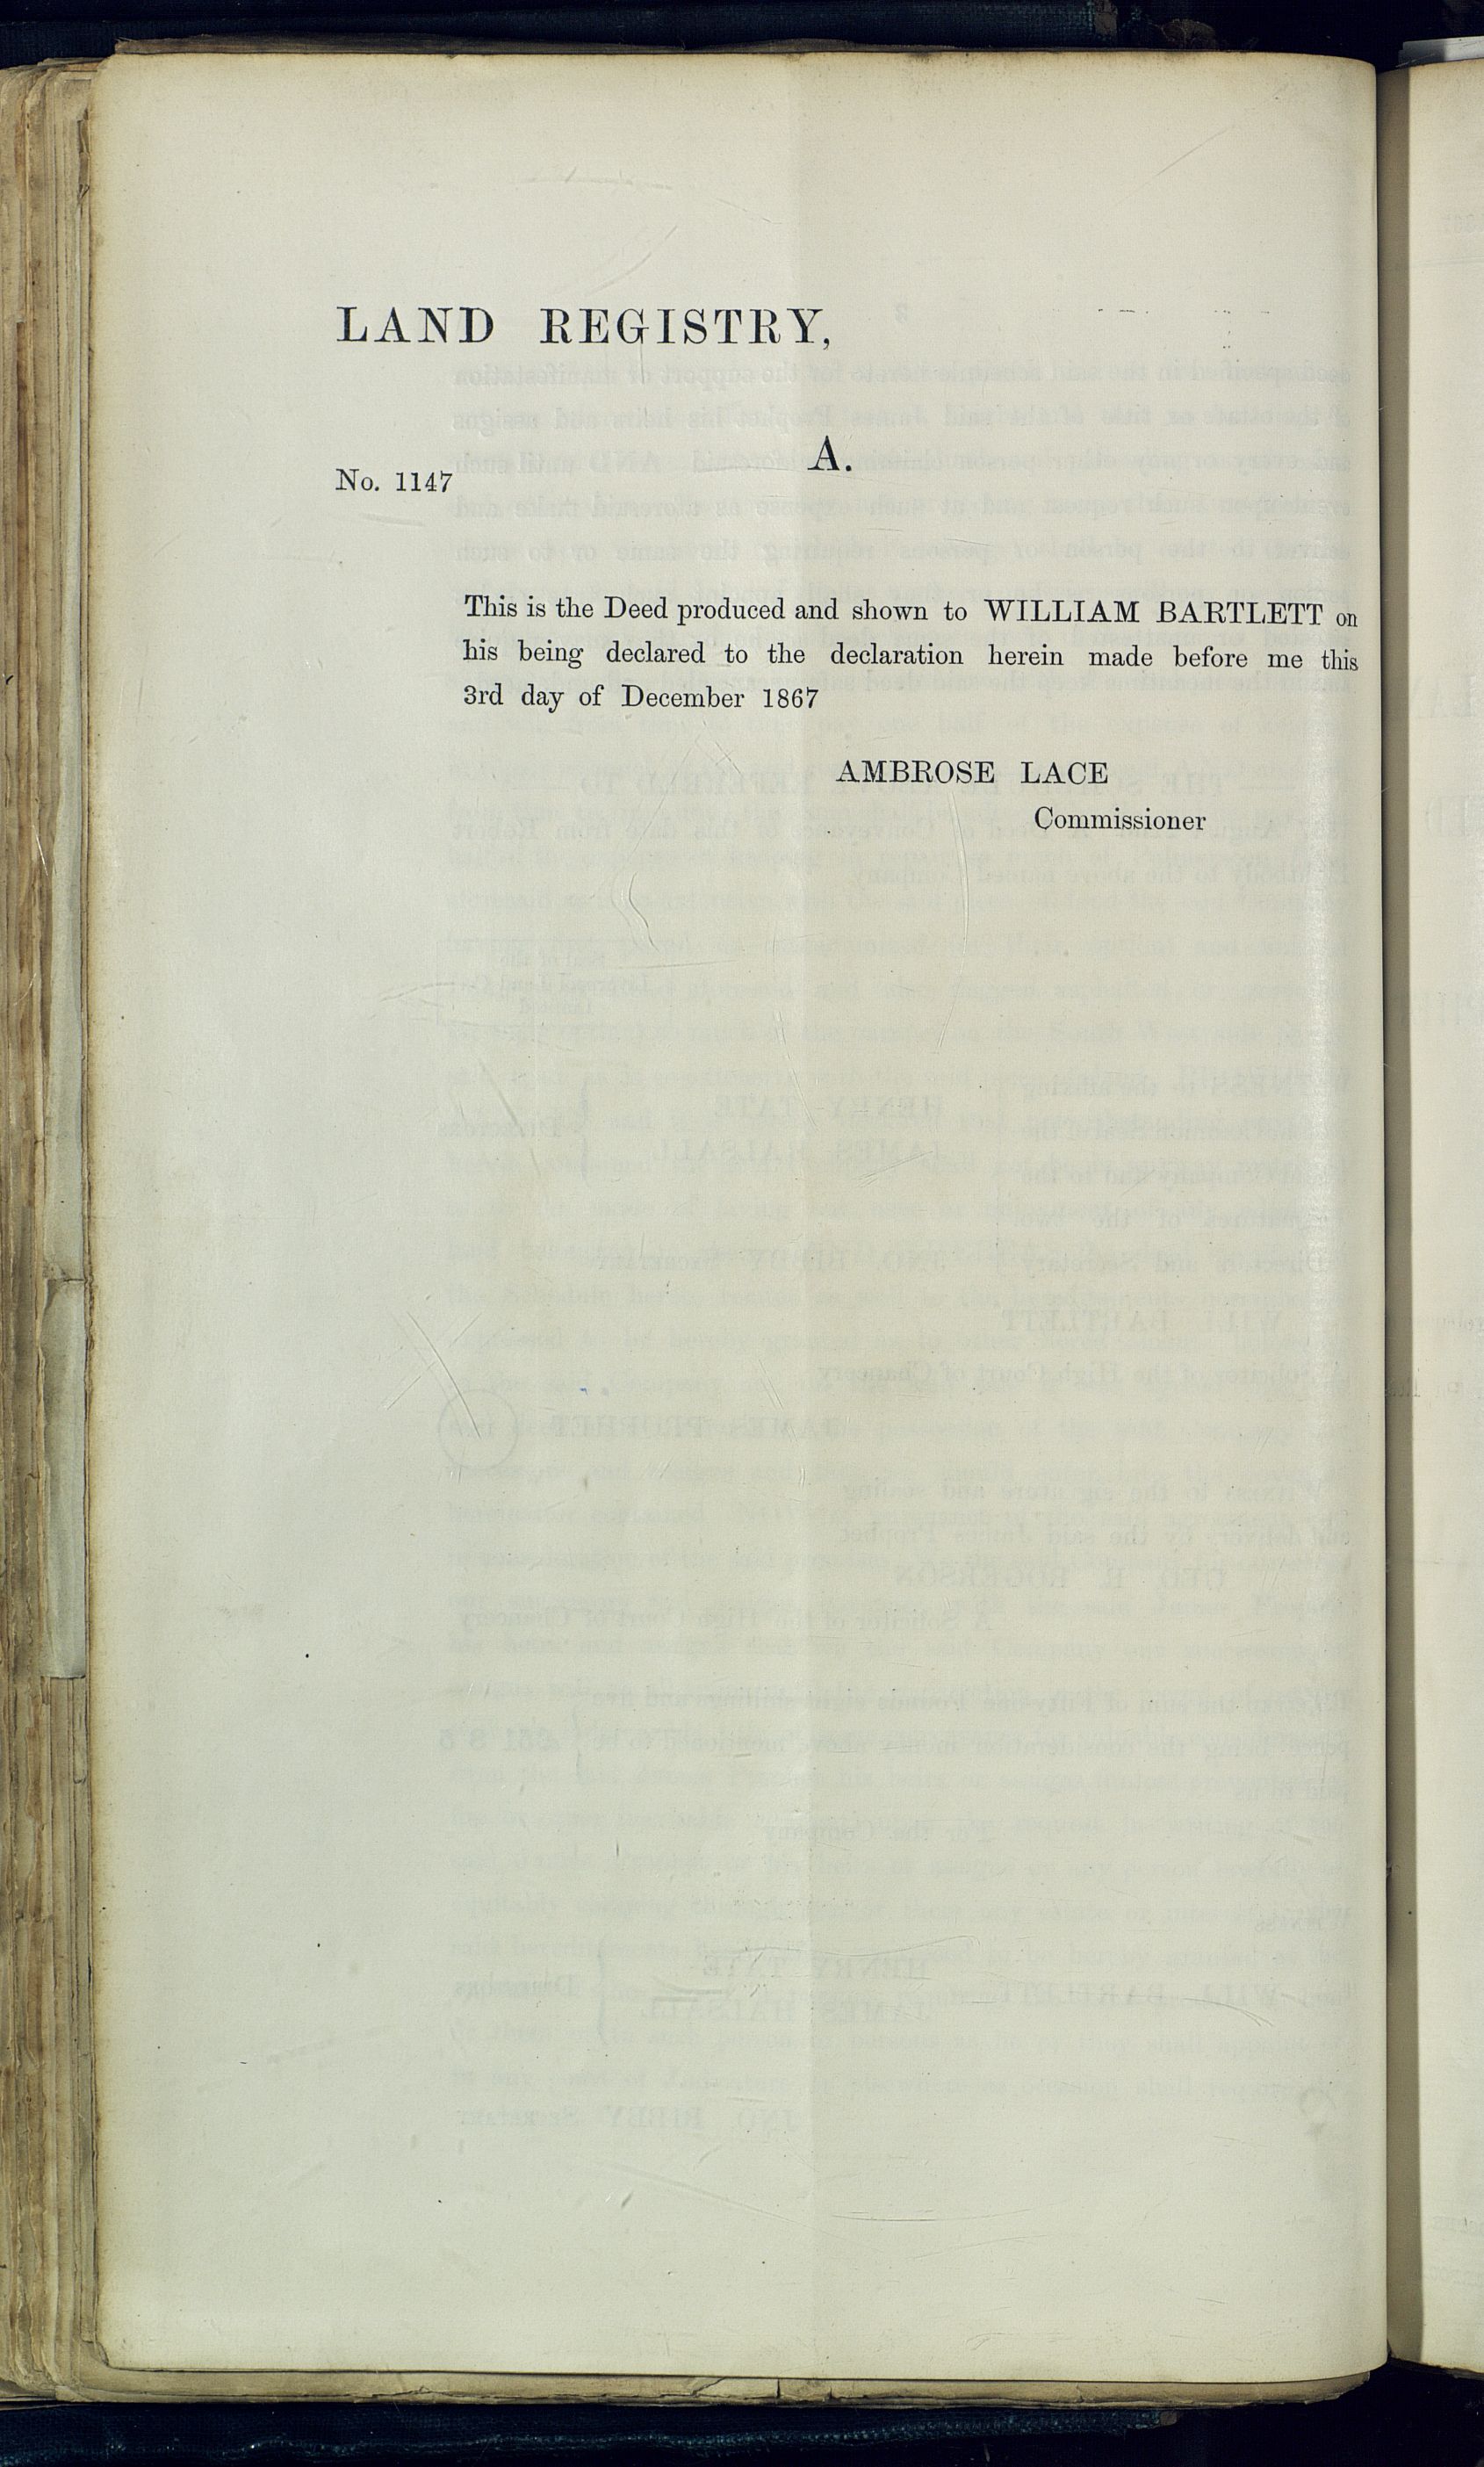 LAND REGISTRY,
A.
No. 1147
This is the Deed produced and shown to WILLIAM BARTLETT on
his being declared to the declaration herein made before me this
3rd day of December 1867
AMBROSE LACE
Commissioner